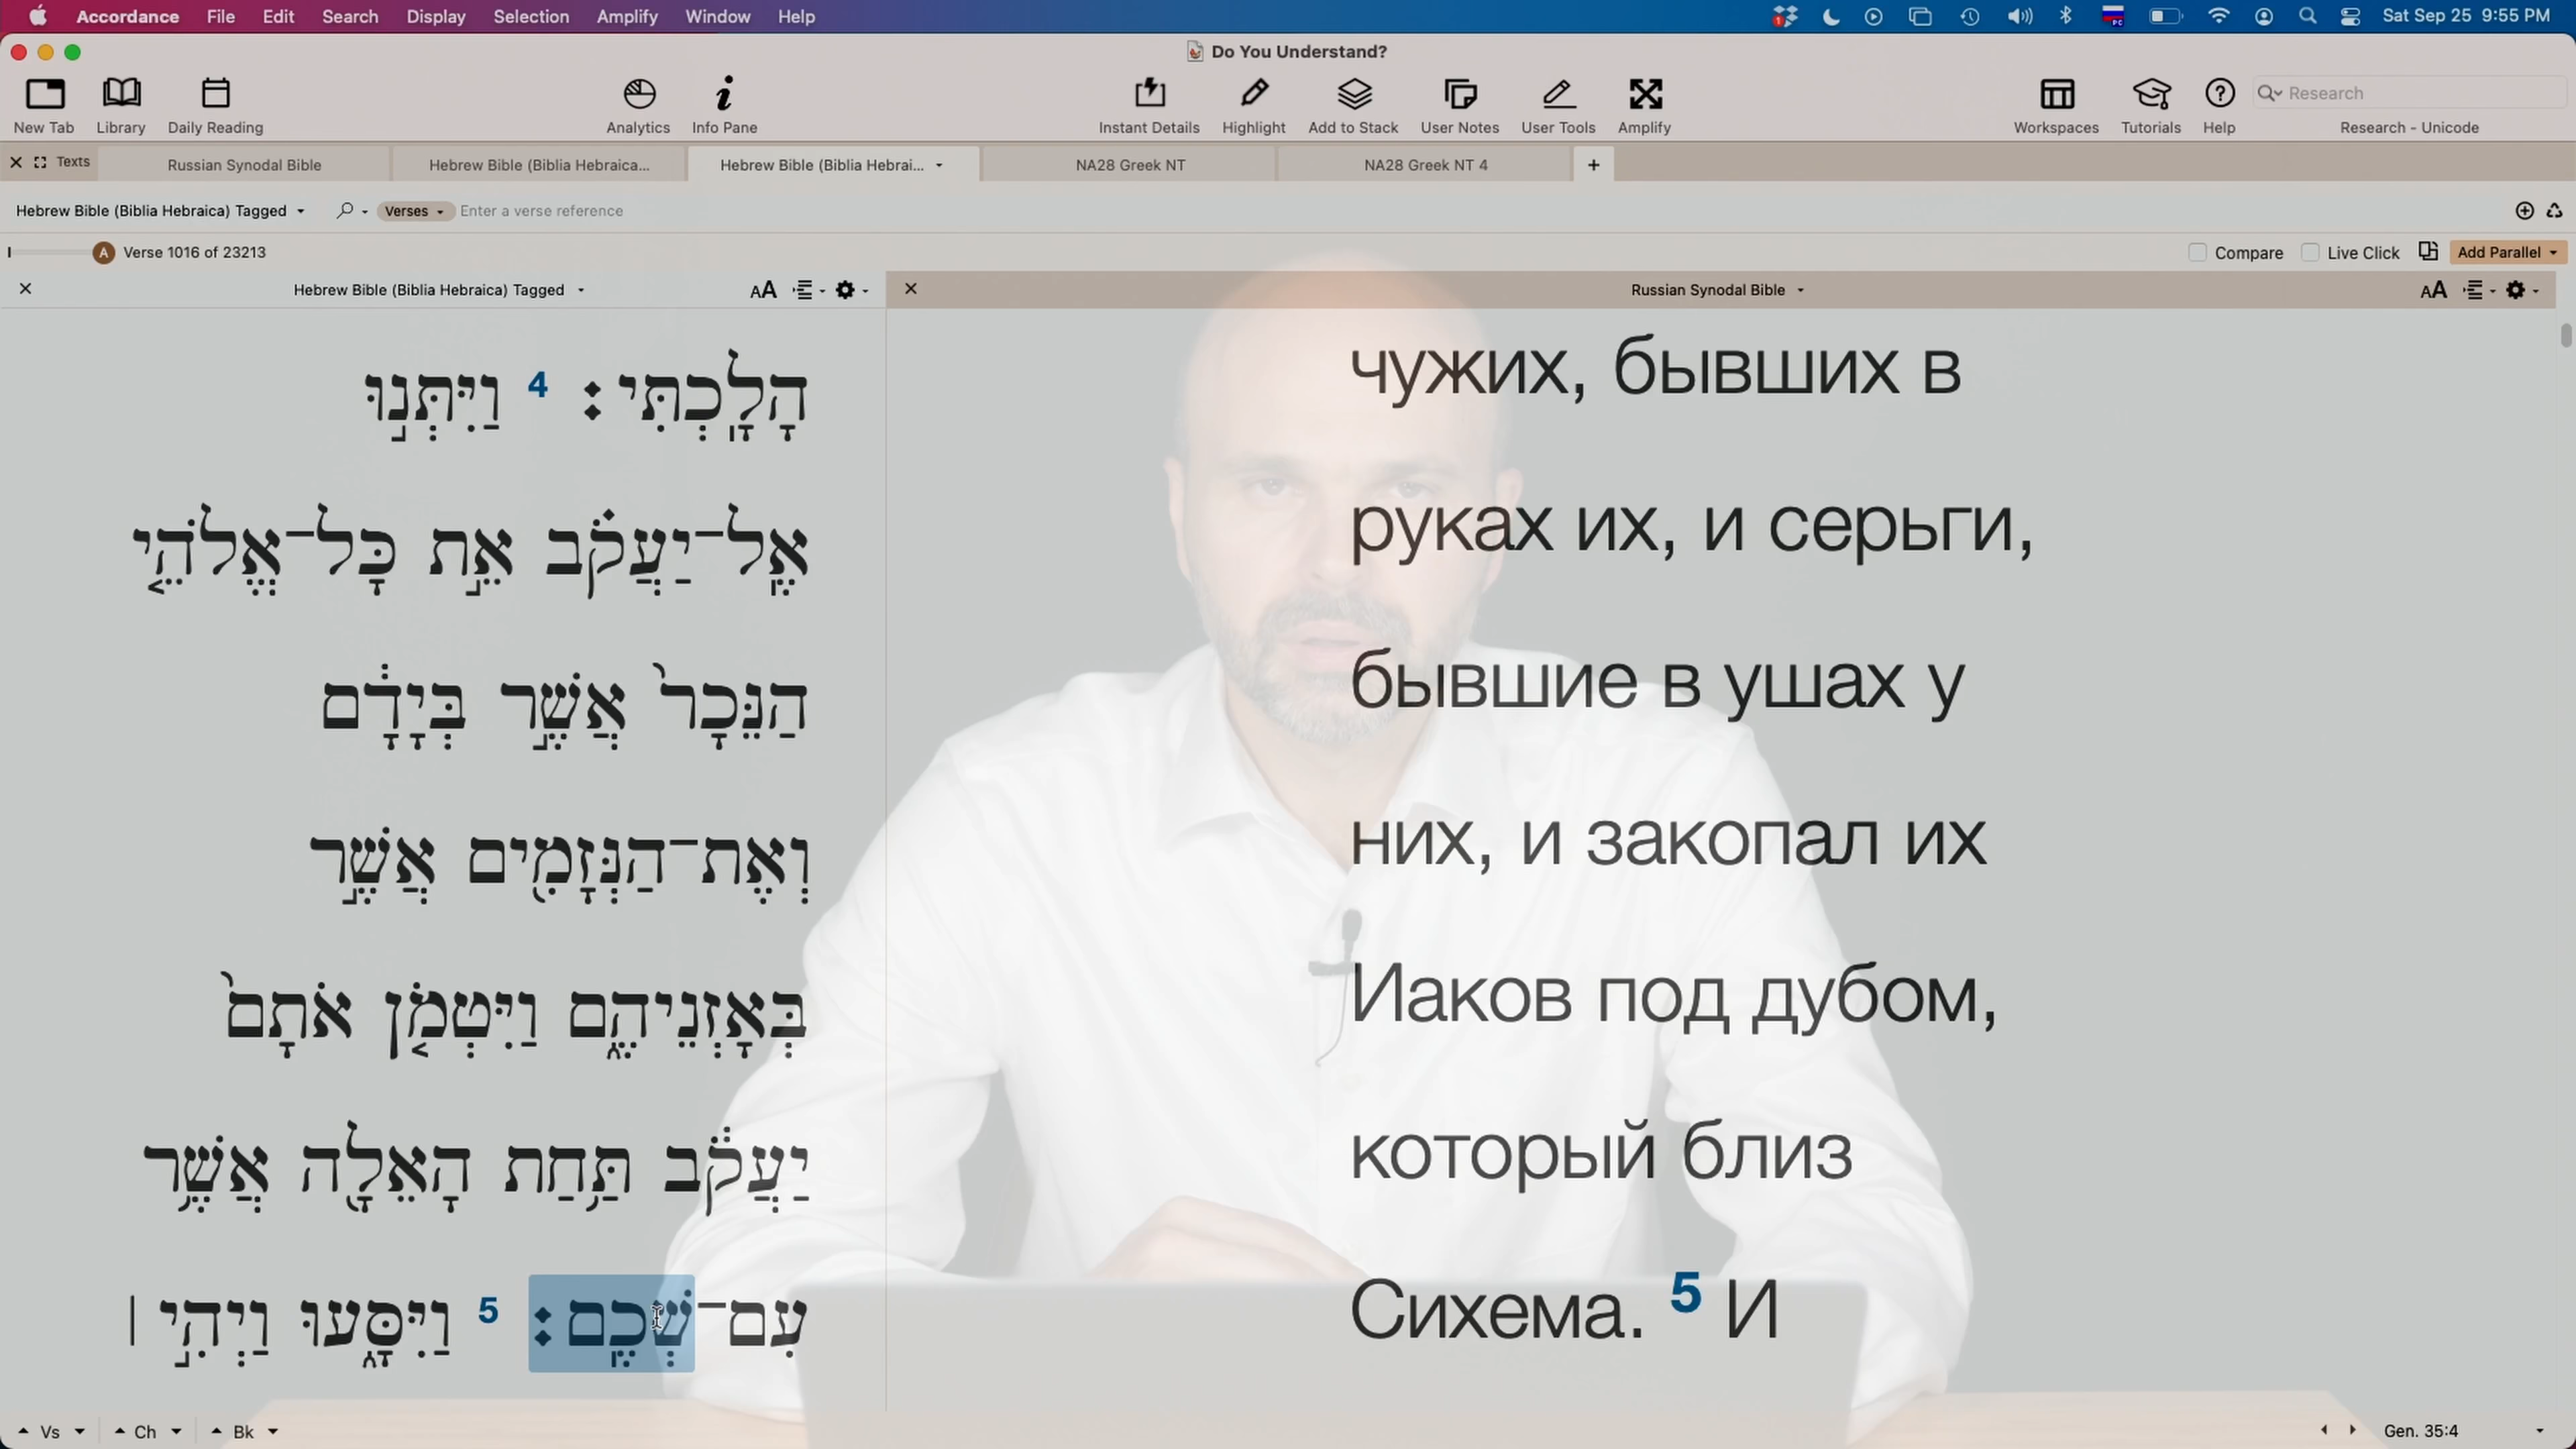 Accordance File Edit Search Display Selection Amplify Window Help Sat Sep 25 9:55 PM
Do You Understand?
New Tab Library Daily Reading Analytics Info Pane Instant Details Highlight Add to Stack User Notes User Tools Amplify Workspaces Tutorials Help Research
Research - Unicode
Texts Russian Synodal Bible Hebrew Bible (Biblia Hebraica... Hebrew Bible (Biblia Hebrai... NA28 Greek NT NA28 Greek NT 4 +
Hebrew Bible (Biblia Hebraica) Tagged Verses Enter a verse reference
A Verse 1016 of 23213 Compare Live Click Add Parallel
Hebrew Bible (Biblia Hebraica) Tagged AA
הָלָֽכְתִּי׃ 4 וַיִּתְּנ֣וּ
אֶֽל־יַעֲקֹ֗ב אֵ֣ת כָּל־אֱלֹהֵ֤י
הַנֵּכָר֙ אֲשֶׁ֣ר בְּיָדָ֔ם
וְאֶת־הַנְּזָמִ֖ים אֲשֶׁ֣ר
בְּאָזְנֵיהֶ֑ם וַיִּטְמֹ֤ן אֹתָם֙
יַעֲקֹ֔ב תַּ֥חַת הָאֵלָ֖ה אֲשֶׁ֥ר
עִם־שְׁכֶֽם׃ 5 וַיִּסָּ֑עוּ וַיְהִ֣י ׀
Russian Synodal Bible AA
чужих, бывших в
руках их, и серьги,
бывшие в ушах у
них, и закопал их
Иаков под дубом,
который близ
Сихема. 5 И
Vs Ch Bk Gen. 35:4